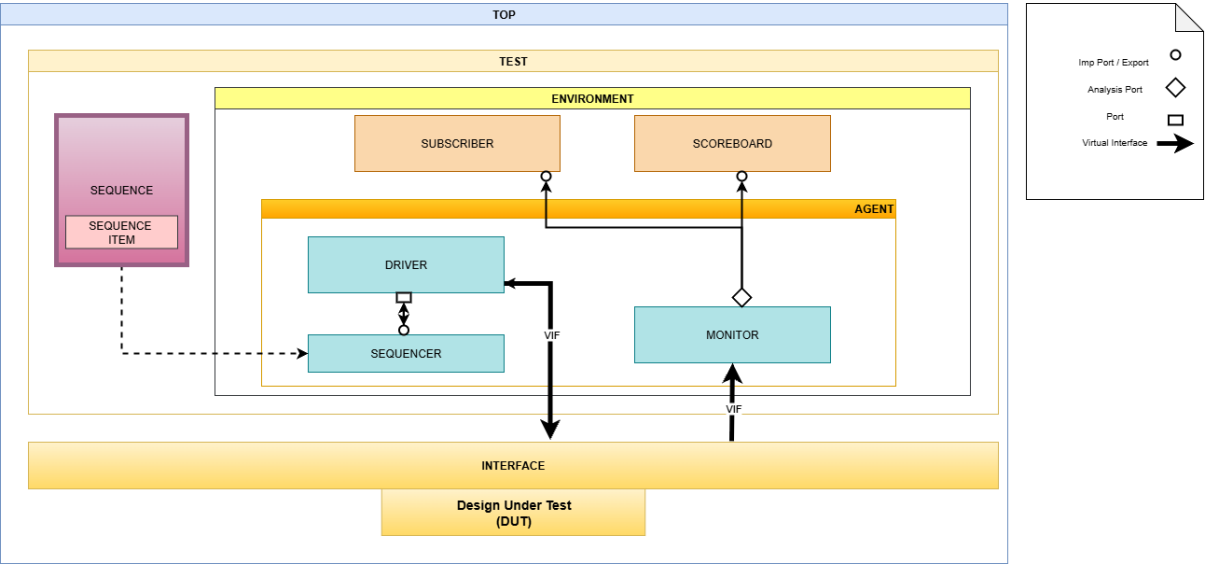 TOP
TEST
ENVIRONMENT
SUBSCRIBER
SCOREBOARD
SEQUENCE
SEQUENCE
ITEM
AGENT
DRIVER
SEQUENCER
VIF
MONITOR
VIF
INTERFACE
Design Under Test
(DUT)
Imp Port / Export
Analysis Port
Port
Virtual Interface